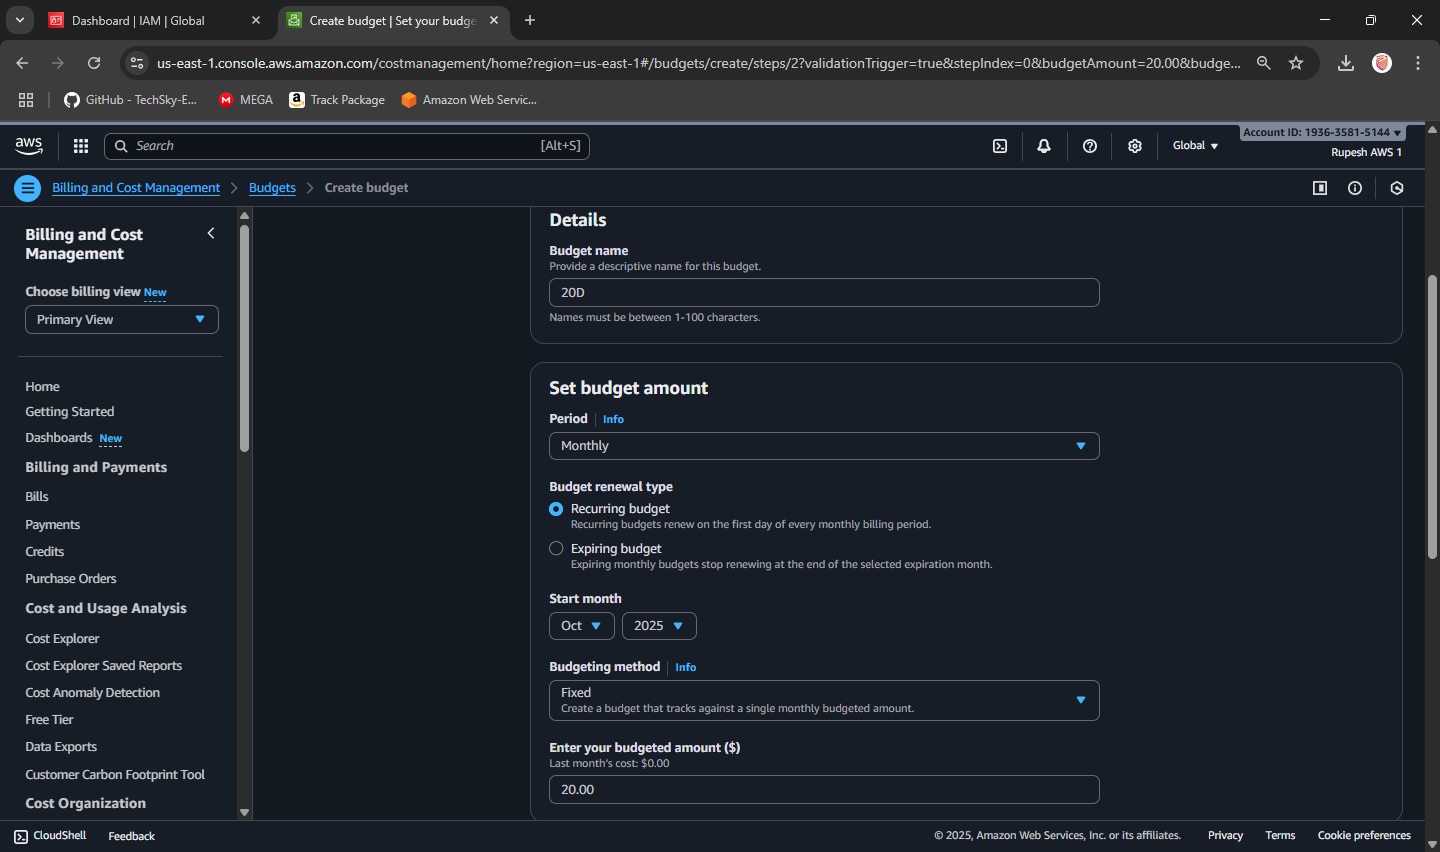 Dashboard | IAM | Global
Create budget | Set your budge
us-east-1.console.aws.amazon.com/costmanagement/home?region=us-east-1#/budgets/create/steps/2?validationTrigger=true&stepIndex=0&budgetAmount=20.00&budge...
GitHub - TechSky-E...
MEGA
Track Package
Amazon Web Servic...
aws
Search
[Alt+S]
Global
Account ID: 1936-3581-5144
Rupesh AWS 1
Billing and Cost Management
Budgets
Create budget
Billing and Cost
Management
Choose billing view New
Primary View
Home
Getting Started
Dashboards New
Billing and Payments
Bills
Payments
Credits
Purchase Orders
Cost and Usage Analysis
Cost Explorer
Cost Explorer Saved Reports
Cost Anomaly Detection
Free Tier
Data Exports
Customer Carbon Footprint Tool
Cost Organization
Details
Budget name
Provide a descriptive name for this budget.
20D
Names must be between 1-100 characters.
Set budget amount
Period Info
Monthly
Budget renewal type
Recurring budget
Recurring budgets renew on the first day of every monthly billing period.
Expiring budget
Expiring monthly budgets stop renewing at the end of the selected expiration month.
Start month
Oct 2025
Budgeting method Info
Fixed
Create a budget that tracks against a single monthly budgeted amount.
Enter your budgeted amount ($)
Last month's cost: $0.00
20.00
CloudShell
Feedback
© 2025, Amazon Web Services, Inc. or its affiliates.
Privacy
Terms
Cookie preferences